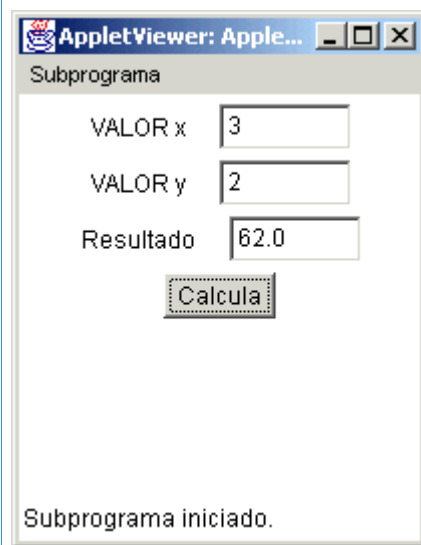 AppletViewer: Apple...
Subprograma
VALOR x 3
VALOR y 2
Resultado 62.0
Calcula
Subprograma iniciado.